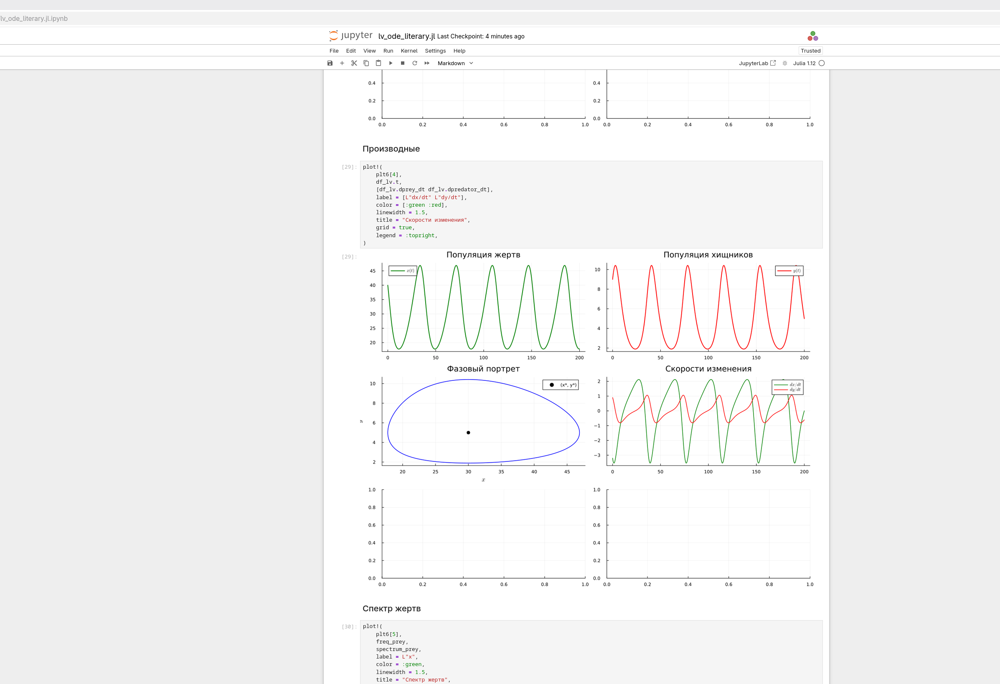 lv_ode_literary.jl.ipynb
jupyter lv_ode_literary.jl Last Checkpoint: 4 minutes ago
File Edit View Run Kernel Settings Help Trusted
Markdown JupyterLab Julia 1.12
0.4 0.4
0.2 0.2
0.0 0.0
0.0 0.2 0.4 0.6 0.8 1.0 0.0 0.2 0.4 0.6 0.8 1.0
Производные
[29]:
plot!(
plt6[4],
df_lv.t,
[df_lv.dprey_dt df_lv.dpredator_dt],
label = [L"dx/dt" L"dy/dt"],
color = [:green :red],
linewidth = 1.5,
title = "Скорости изменения",
grid = true,
legend = :topright,
)
[29]:
Популяция жертв
x(t)
45
40
35
30
25
20
0 50 100 150 200
Популяция хищников
y(t)
10
8
6
4
2
0 50 100 150 200
Фазовый портрет
(x*, y*)
10
8
6
4
2
y
20 25 30 35 40 45
x
Скорости изменения
dx/dt
dy/dt
2
1
0
−1
−2
−3
0 50 100 150 200
1.0 1.0
0.8 0.8
0.6 0.6
0.4 0.4
0.2 0.2
0.0 0.0
0.0 0.2 0.4 0.6 0.8 1.0 0.0 0.2 0.4 0.6 0.8 1.0
Спектр жертв
[30]:
plot!(
plt6[5],
freq_prey,
spectrum_prey,
label = L"x",
color = :green,
linewidth = 1.5,
title = "Спектр жертв",